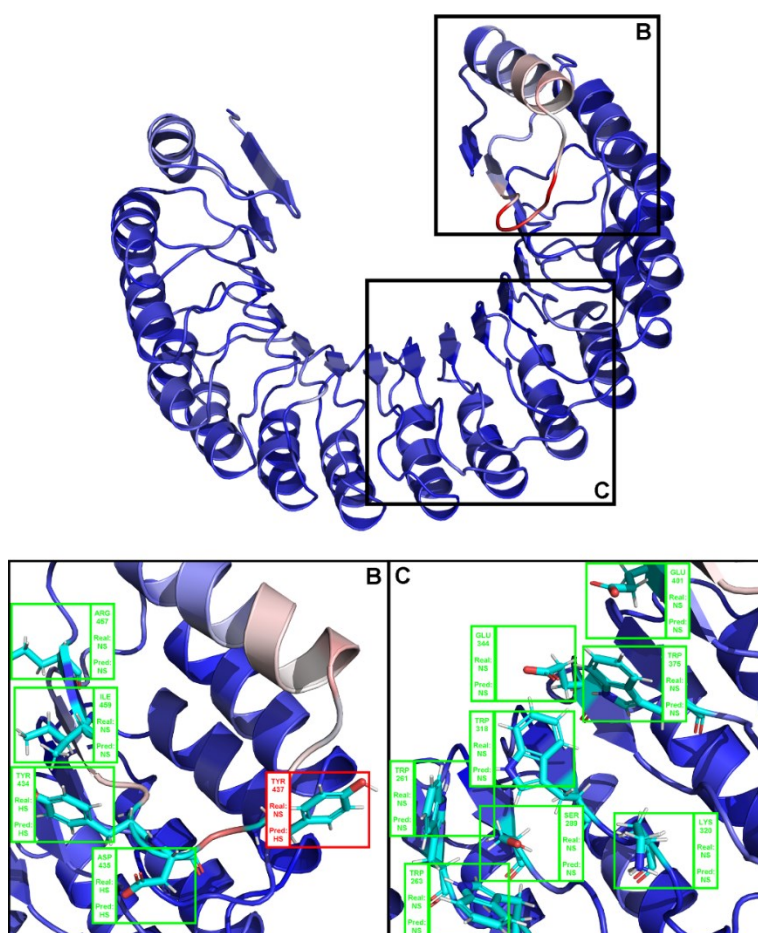 B
C
B
ARG
457
Real:
NS
Pred:
NS
ILE
459
Real:
NS
Pred:
NS
TYR
434
Real:
HS
Pred:
HS
ASP
435
Real:
HS
Pred:
HS
TYR
437
Real:
NS
Pred:
HS
C
GLU
401
Real:
NS
Pred:
NS
GLU
344
Real:
NS
Pred:
NS
TRP
375
Real:
NS
Pred:
NS
TRP
318
Real:
NS
Pred:
NS
TRP
261
Real:
NS
Pred:
NS
SER
289
Real:
NS
Pred:
NS
LYS
320
Real:
NS
Pred:
NS
TRP
263
Real:
NS
Pred:
NS